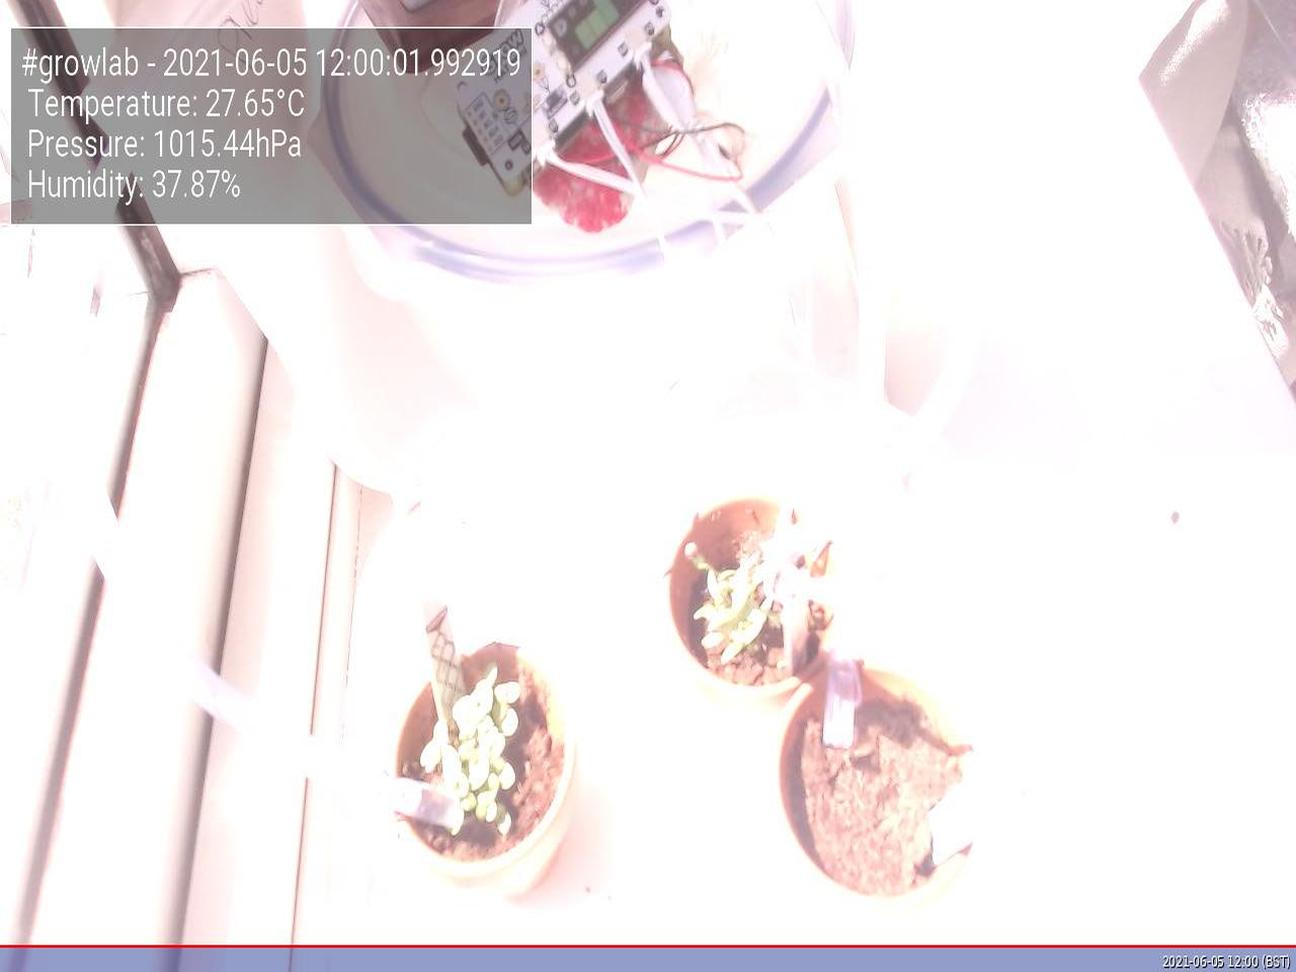 #growlab - 2021-06-05 12:00:01.992919
Temperature: 27.65°C
Pressure: 1015.44hPa
Humidity: 37.87%
2021-06-05 12:00 (BST)